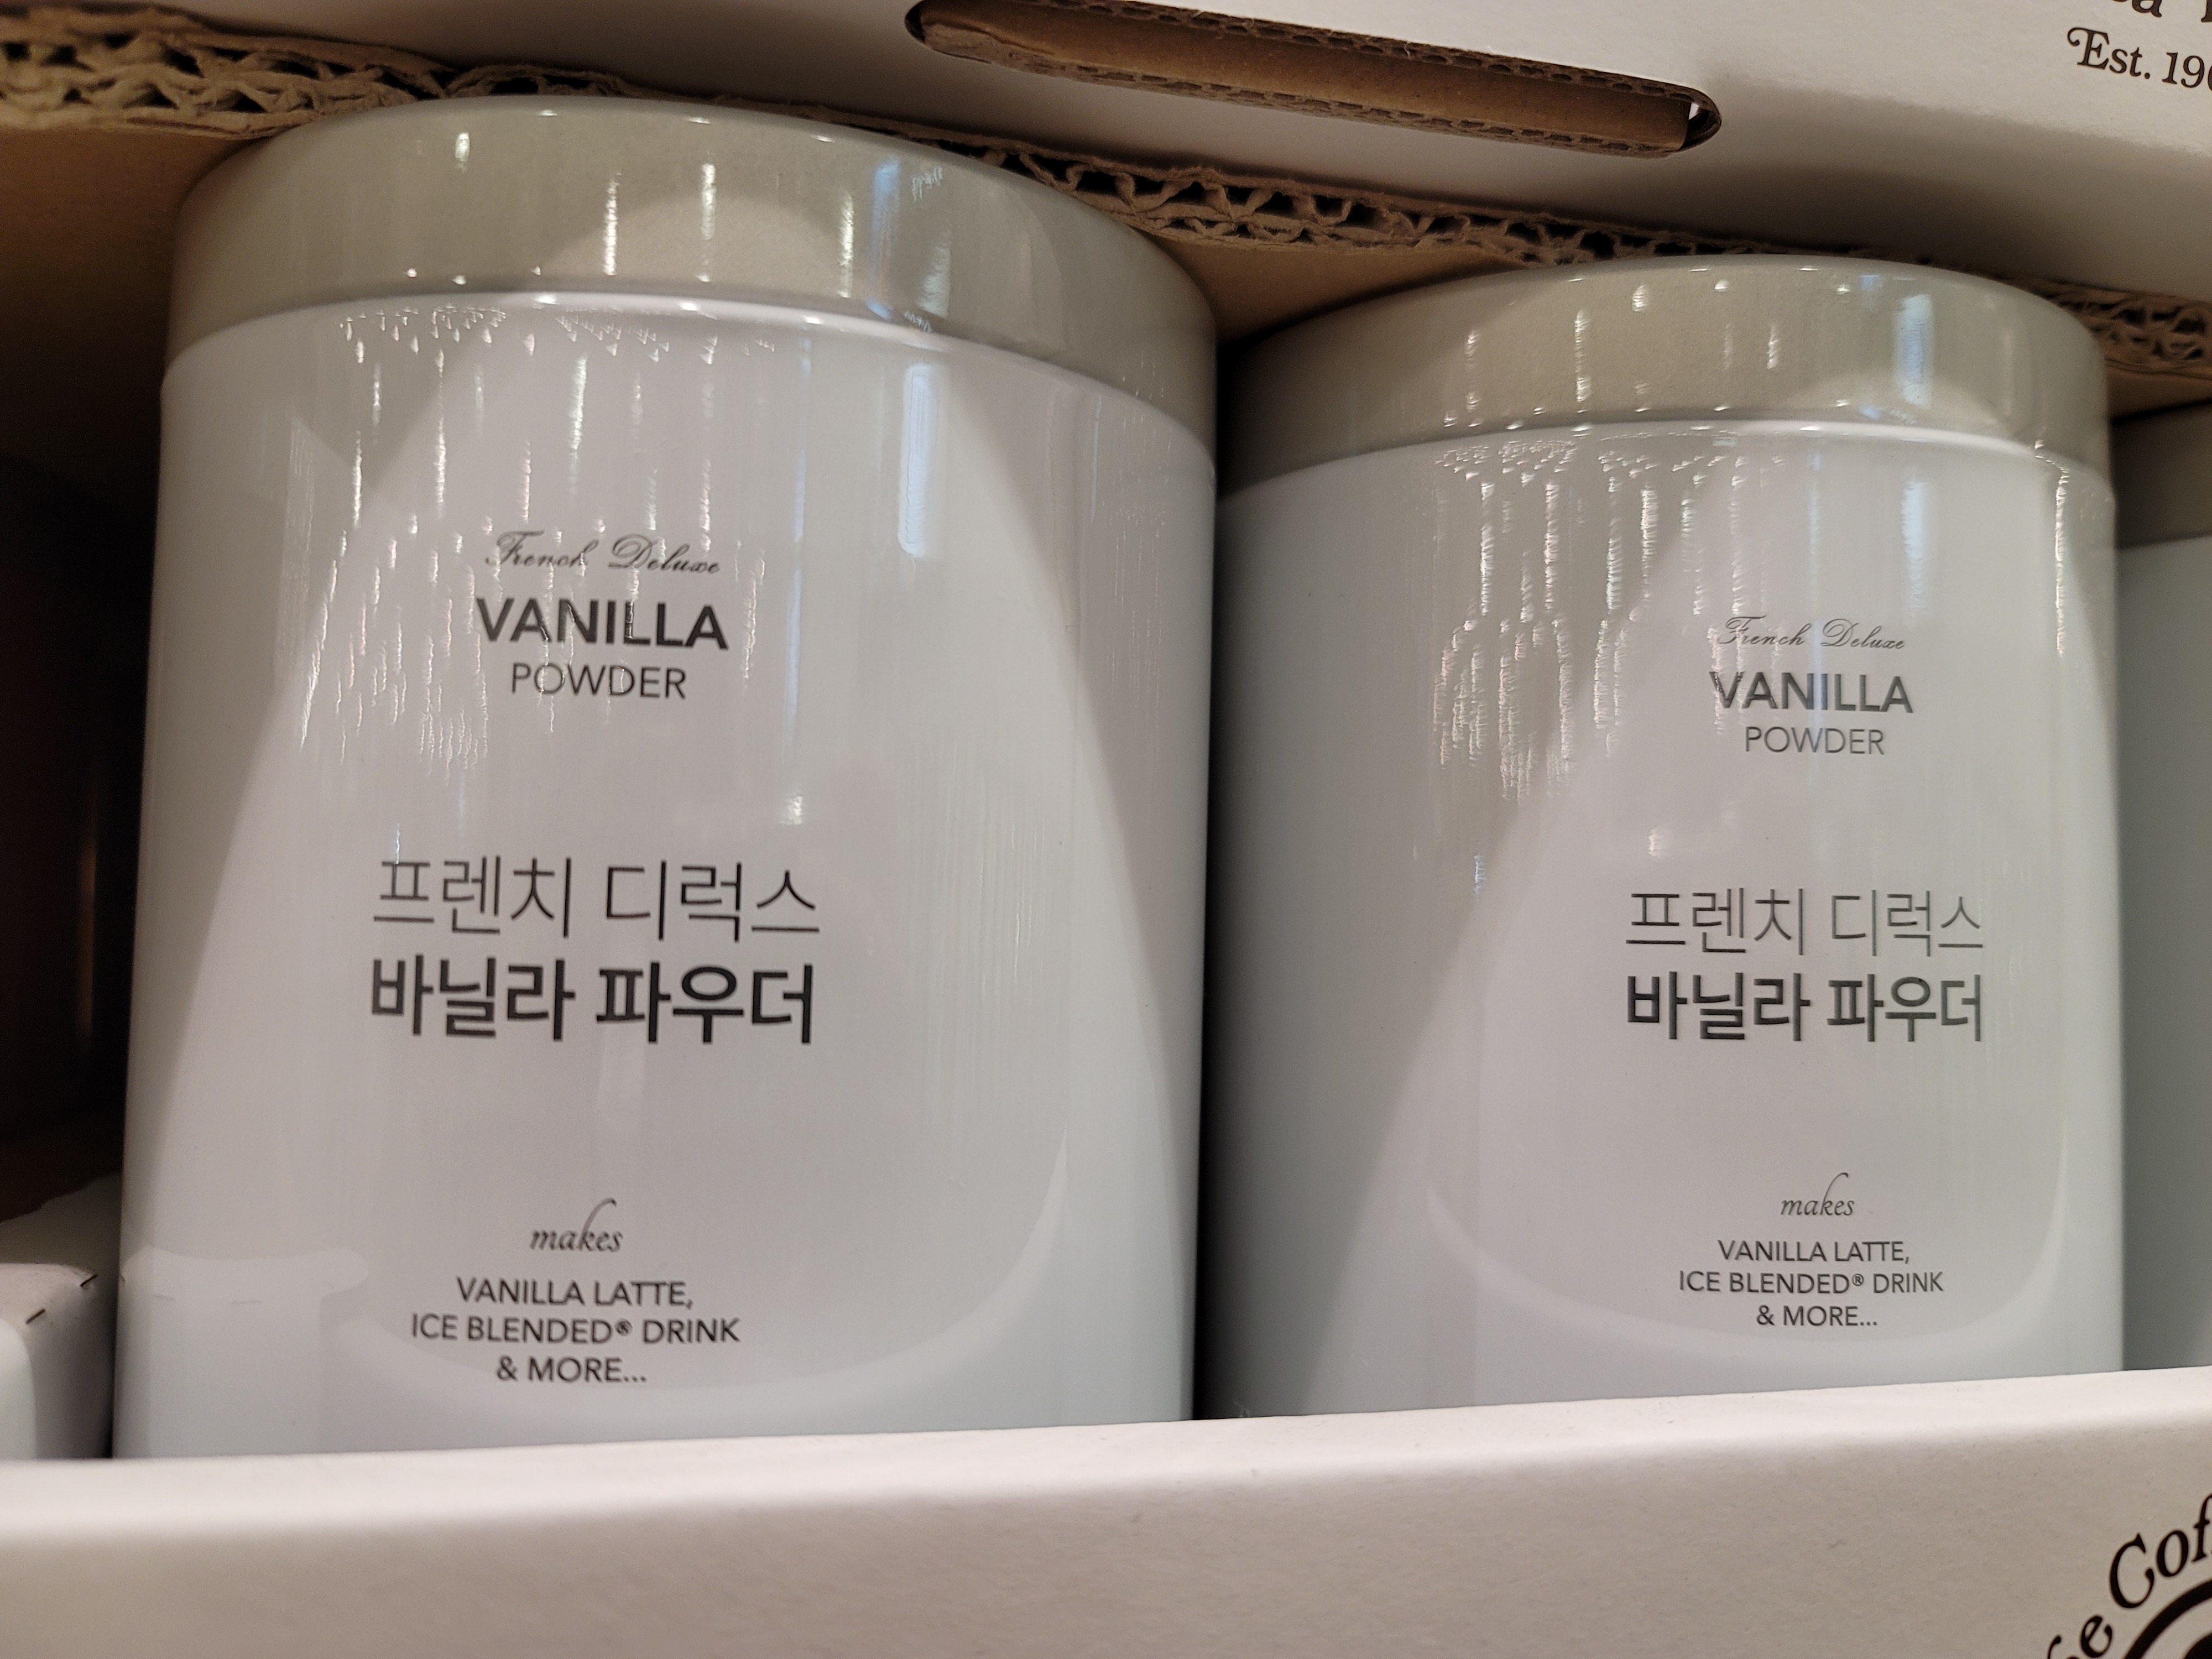 Est. 19
French Deluxe
VANILLA
POWDER
프렌치 디럭스
바닐라 파우더
makes
VANILLA LATTE,
ICE BLENDED® DRINK
& MORE...
French Deluxe
VANILLA
POWDER
프렌치 디럭스
바닐라 파우더
makes
VANILLA LATTE,
ICE BLENDED® DRINK
& MORE...